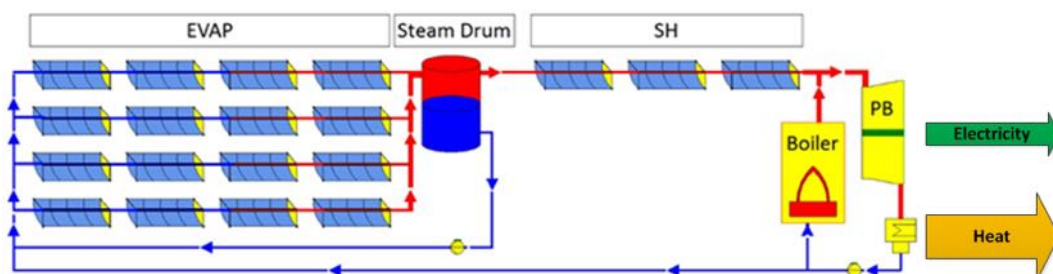 EVAP
Steam Drum
SH
PB
Boiler
Electricity
Heat